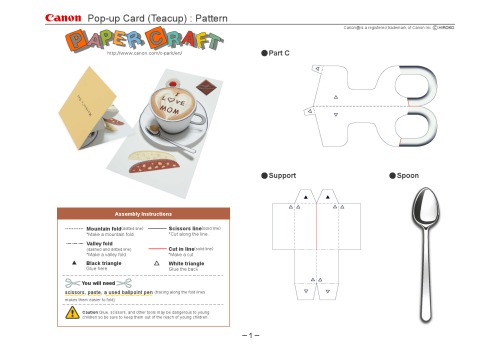 Canon Pop-up Card (Teacup) : Pattern
Canon® is a registered trademark of Canon Inc. © HIROKO
PAPER CRAFT
http://www.canon.com/c-park/en/
Part C
I
LOVE
MOM
Support
Spoon
Assembly Instructions
Mountain fold (dotted line)
*Make a mountain fold.
Scissors line (solid line)
*Cut along the line.
Valley fold
(dashed and dotted line)
*Make a valley fold.
Cut in line (solid line)
*Make a cut.
Black triangle
Glue here
White triangle
Glue the back
You will need
scissors, paste, a used ballpoint pen (tracing along the fold lines
makes them easier to fold)
Caution Glue, scissors, and other tools may be dangerous to young
children so be sure to keep them out of the reach of young children.
– 1 –